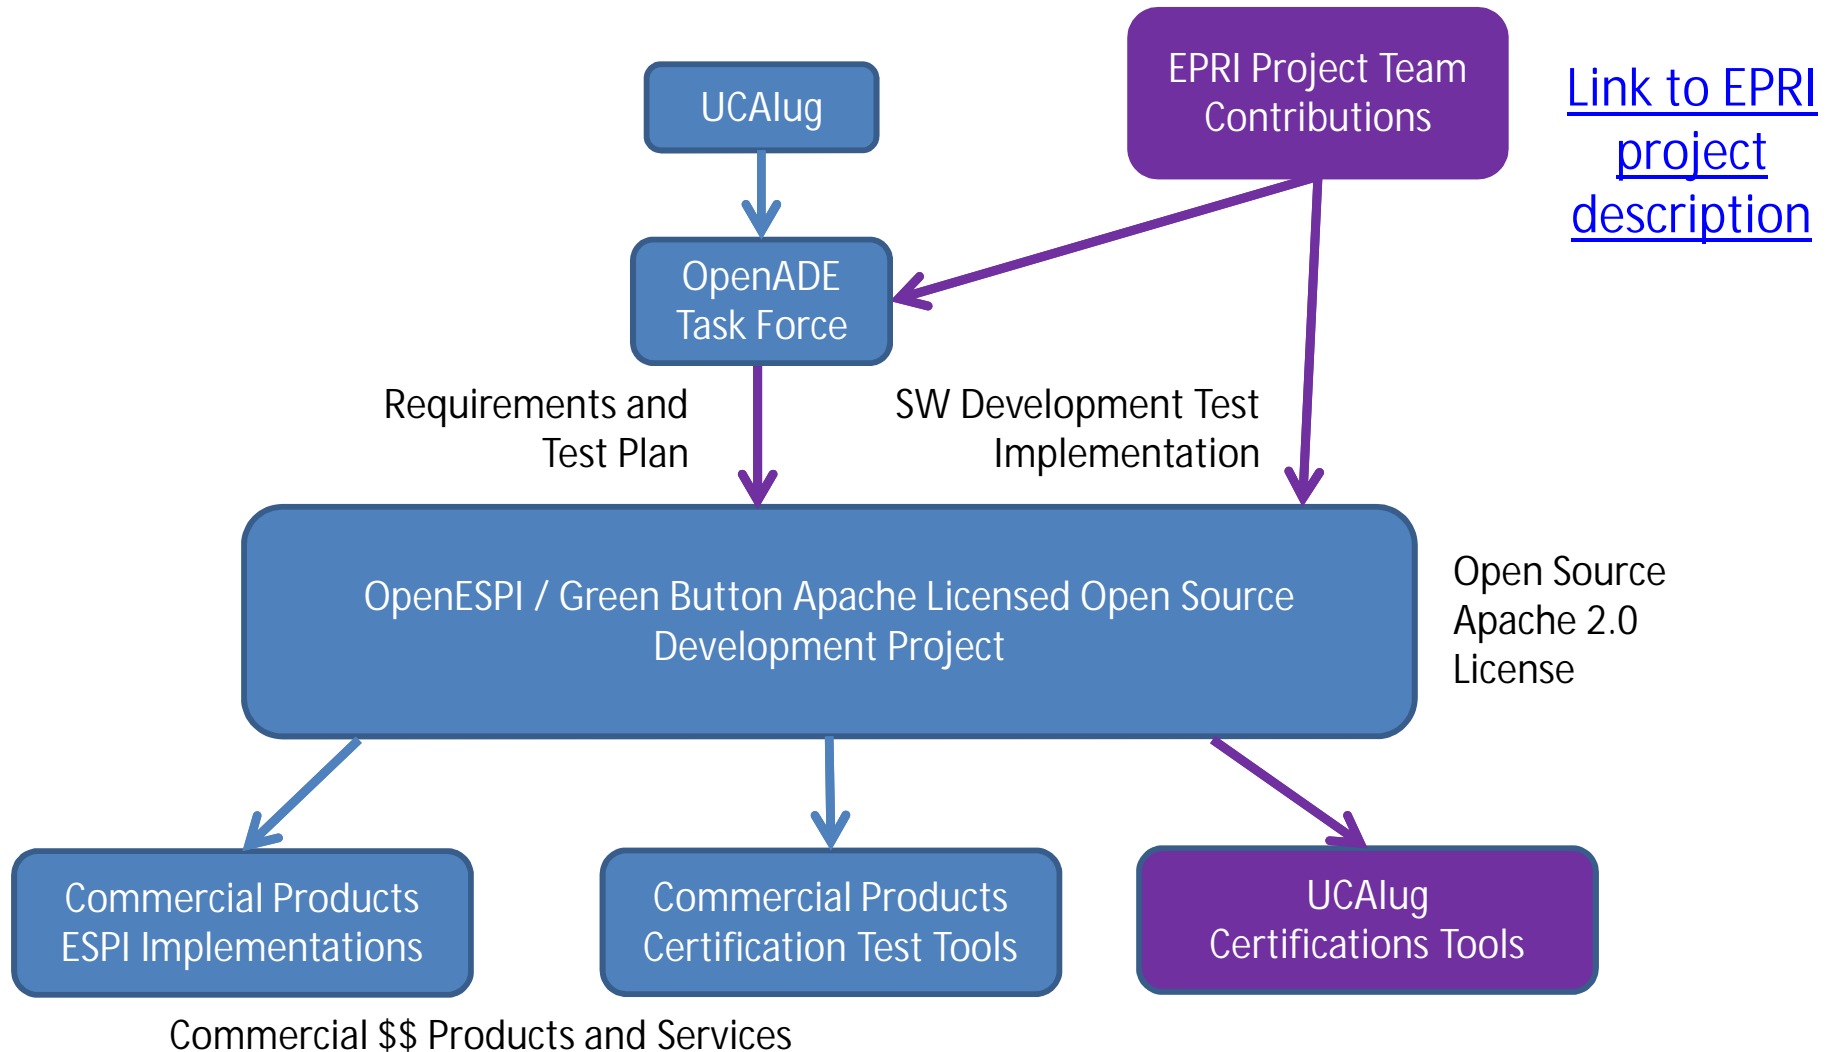 EPRI Project Team
Contributions
Link to EPRI
project
description
UCAIug
OpenADE
Task Force
Requirements and
Test Plan
SW Development Test
Implementation
OpenESPI / Green Button Apache Licensed Open Source
Development Project
Open Source
Apache 2.0
License
Commercial Products
ESPI Implementations
Commercial Products
Certification Test Tools
UCAIug
Certifications Tools
Commercial $$ Products and Services